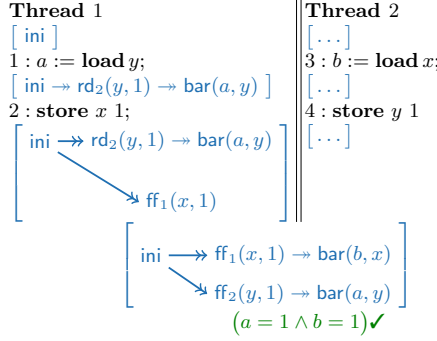 Thread 1 Thread 2
[ ini ] [...]
1 : a := load y; 3 : b := load x;
[ ini ↠ rd₂(y, 1) ↠ bar(a, y) ] [...]
2 : store x 1; 4 : store y 1
ini ↠ rd₂(y, 1) ↠ bar(a, y) [...]
ff₁(x, 1)
ff₁(x, 1) ↠ bar(b, x)
ini
ff₂(y, 1) ↠ bar(a, y)
(a = 1 ∧ b = 1)✓